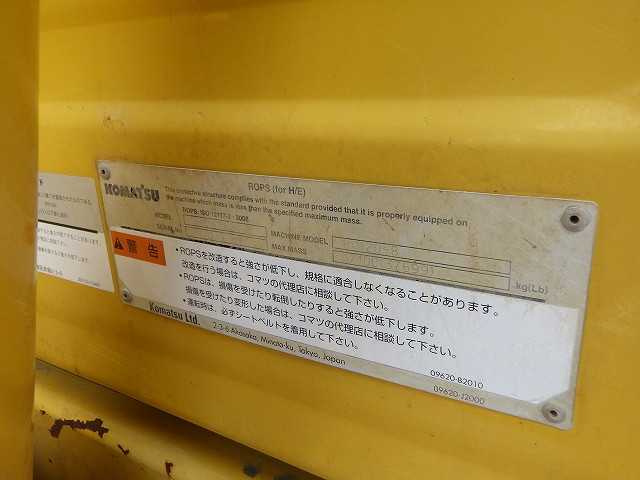 KOMATSU
ROPS (for H/E)
This protective structure complies with the standard provided that it is properly equipped on
the machine which mass is less than the specified maximum mass.
ROPS: ISO 12117-2 : 2008
MODEL
SERIAL No.
MACHINE MODEL
MAX MASS
kg(Lb)
警告
・ROPSを改造すると強さが低下し、規格に適合しなくなることがあります。
改造を行う場合は、コマツの代理店に相談して下さい。
・ROPSは、損傷を受けたり転倒したりすると強さが低下します。
損傷を受けたり変形した場合は、コマツの代理店に相談して下さい。
・運転時は、必ずシートベルトを着用して下さい。
09620-B2010
Komatsu Ltd.
2-3-6 Akasaka, Minato-ku, Tokyo, Japan
09620-J2000